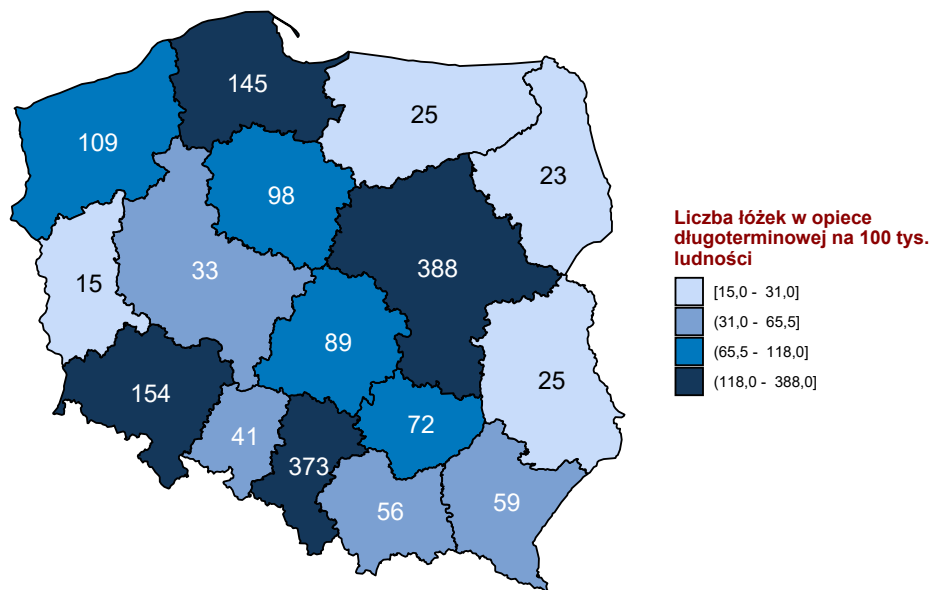 145
25
109
23
98
388
33
15
89
25
154
72
41
373
59
56
Liczba łóżek w opiece
długoterminowej na 100 tys.
ludności
[15,0 - 31,0]
(31,0 - 65,5]
(65,5 - 118,0]
(118,0 - 388,0]